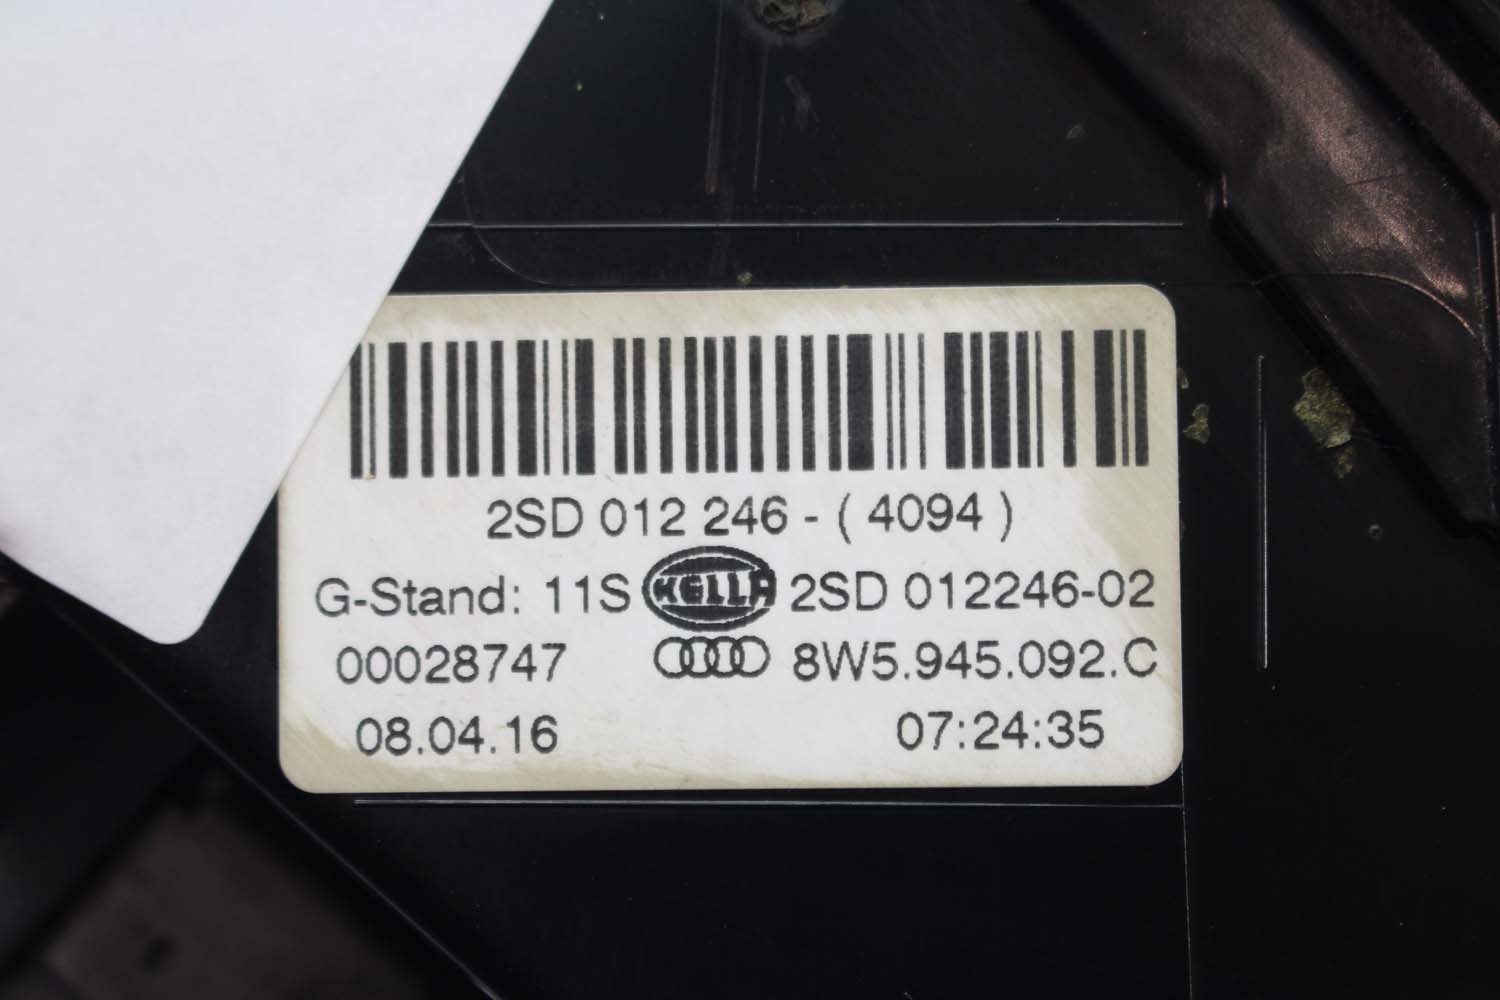 2SD 012 246 - ( 4094 )
G-Stand: 11S HELLA 2SD 012246-02
00028747 8W5.945.092.C
08.04.16 07:24:35